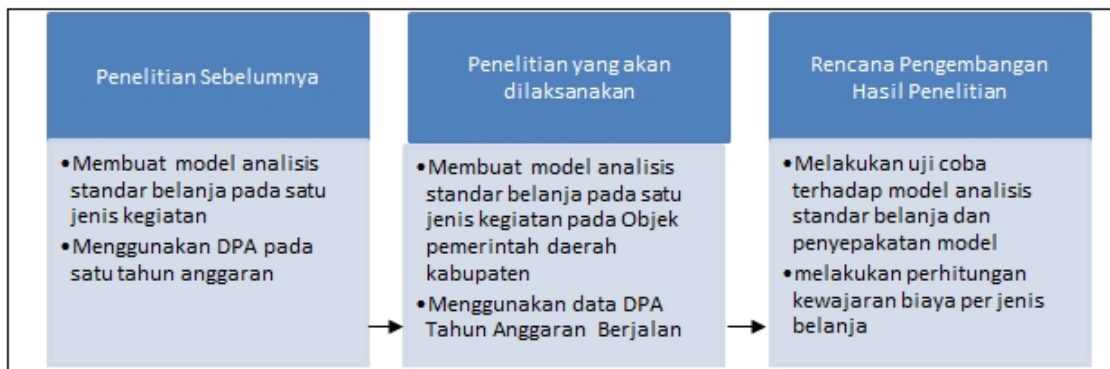 Penelitian Sebelumnya
•Membuat model analisis
standar belanja pada satu
jenis kegiatan
•Menggunakan DPA pada
satu tahun anggaran
Penelitian yang akan
dilaksanakan
•Membuat model analisis
standar belanja pada satu
jenis kegiatan pada Objek
pemerintah daerah
kabupaten
•Menggunakan data DPA
Tahun Anggaran Berjalan
Rencana Pengembangan
Hasil Penelitian
•Melakukan uji coba
terhadap model analisis
standar belanja dan
penyepakatan model
•melakukan perhitungan
kewajaran biaya per jenis
belanja